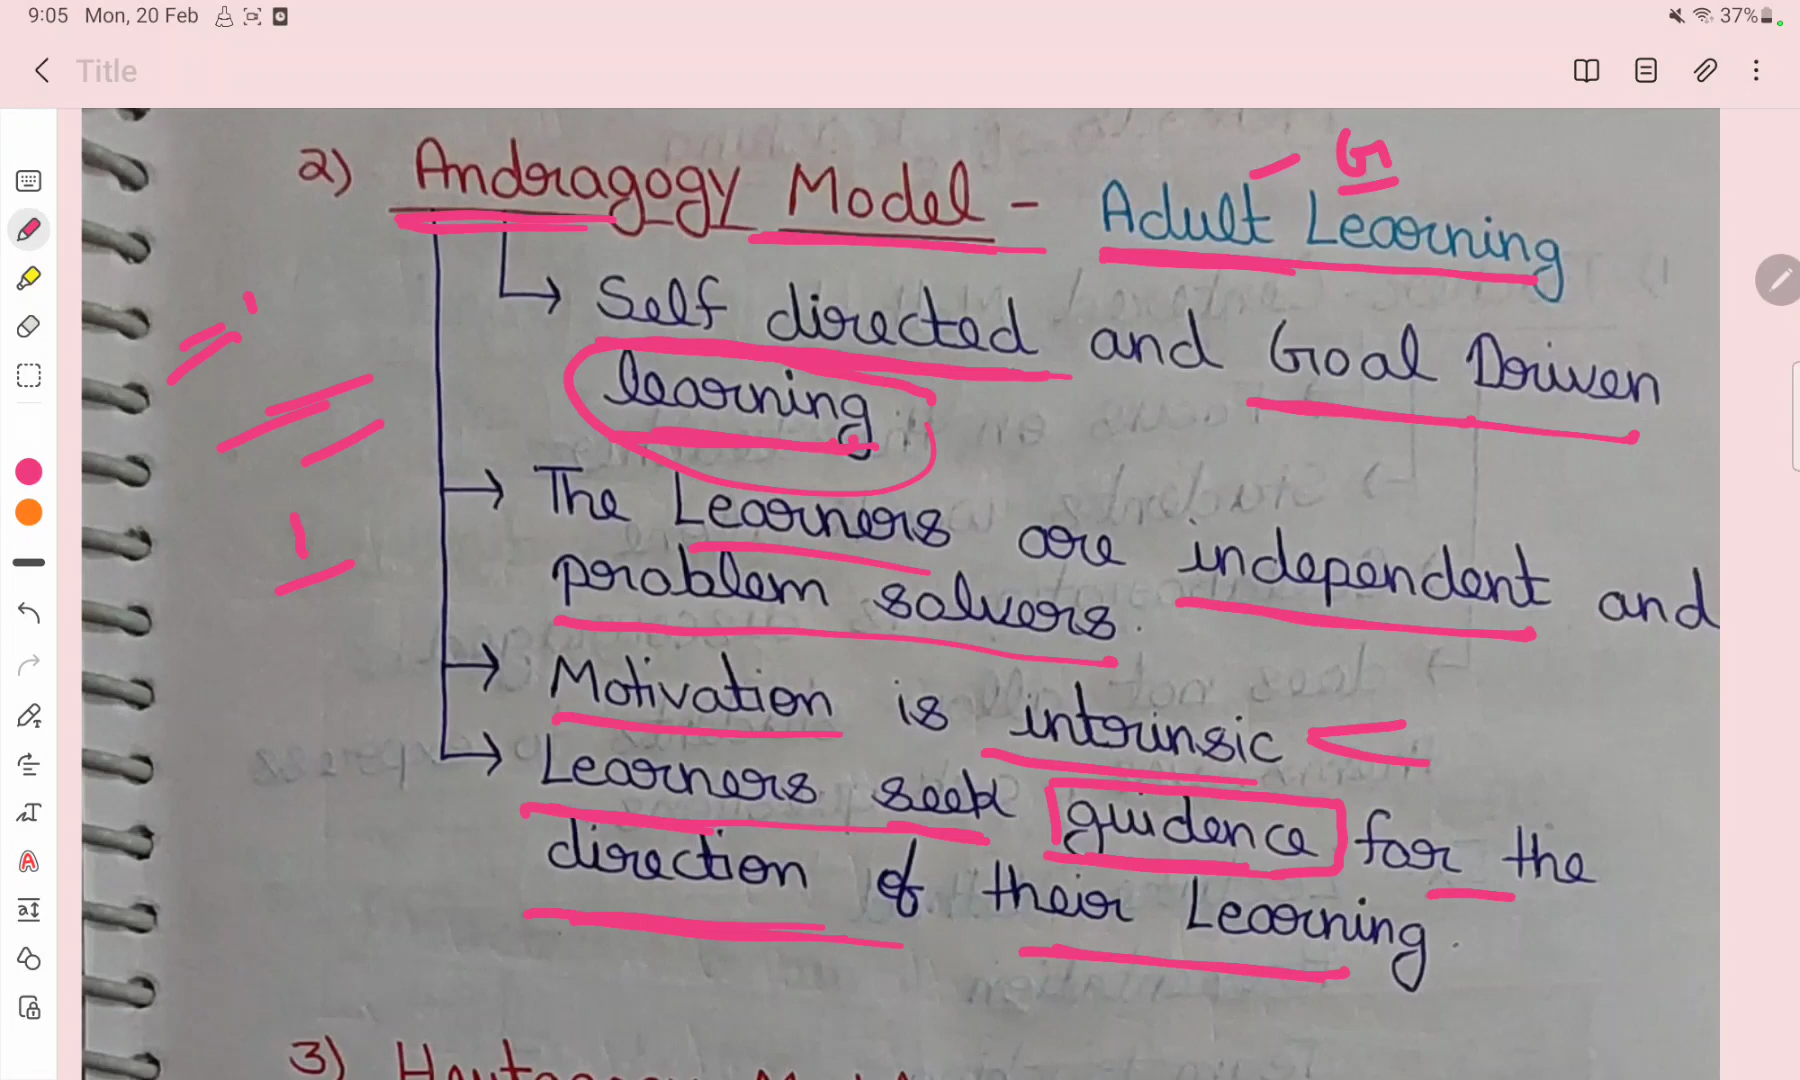 9:05 Mon, 20 Feb
37%
Title
G
2) Andragogy Model - Adult Learning
Self directed and Goal Driven
learning
The Learners are independent and
problem solvers.
Motivation is intrinsic
Learners seek guidence for the
direction of their Learning.
3)